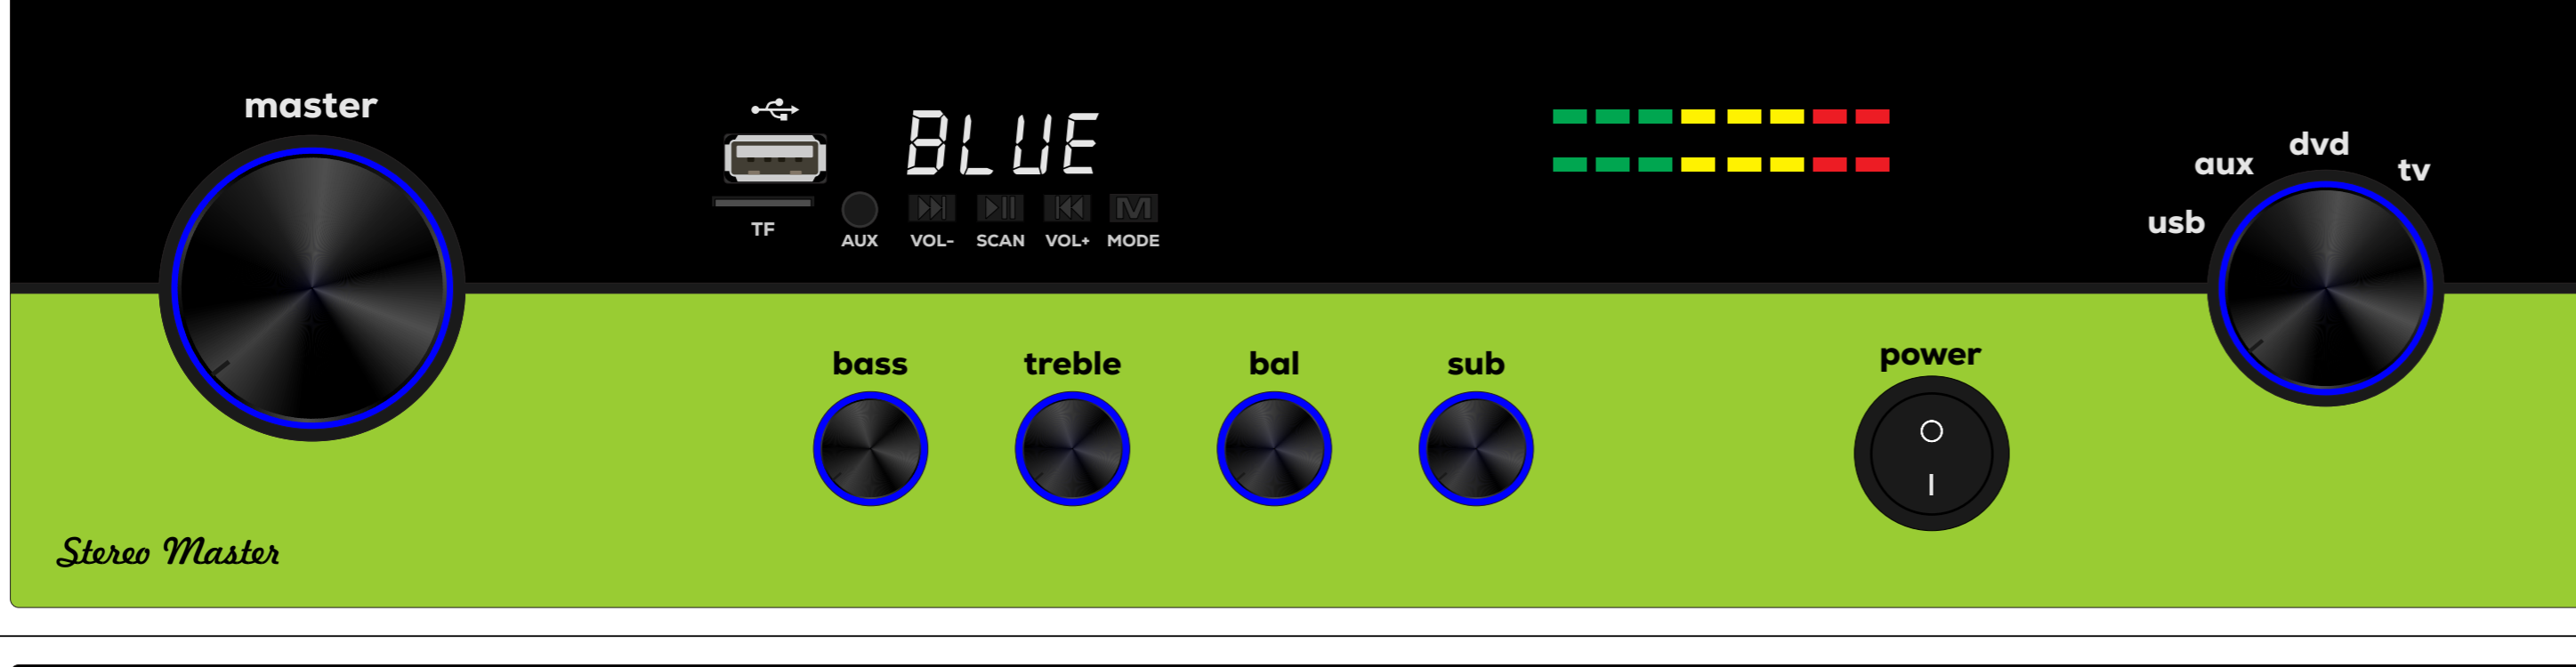 master
BLUE
TF
AUX
VOL-
SCAN
VOL+
M
MODE
aux
dvd
tv
usb
bass
treble
bal
sub
power
Stereo Master